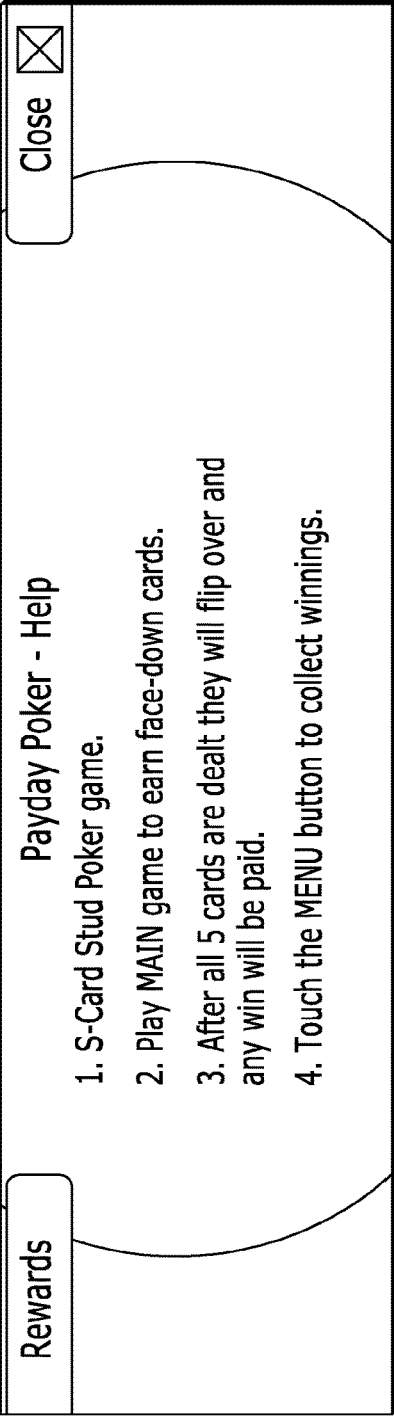 Rewards
Close
Payday Poker - Help
1. S-Card Stud Poker game.
2. Play MAIN game to earn face-down cards.
3. After all 5 cards are dealt they will flip over and
any win will be paid.
4. Touch the MENU button to collect winnings.